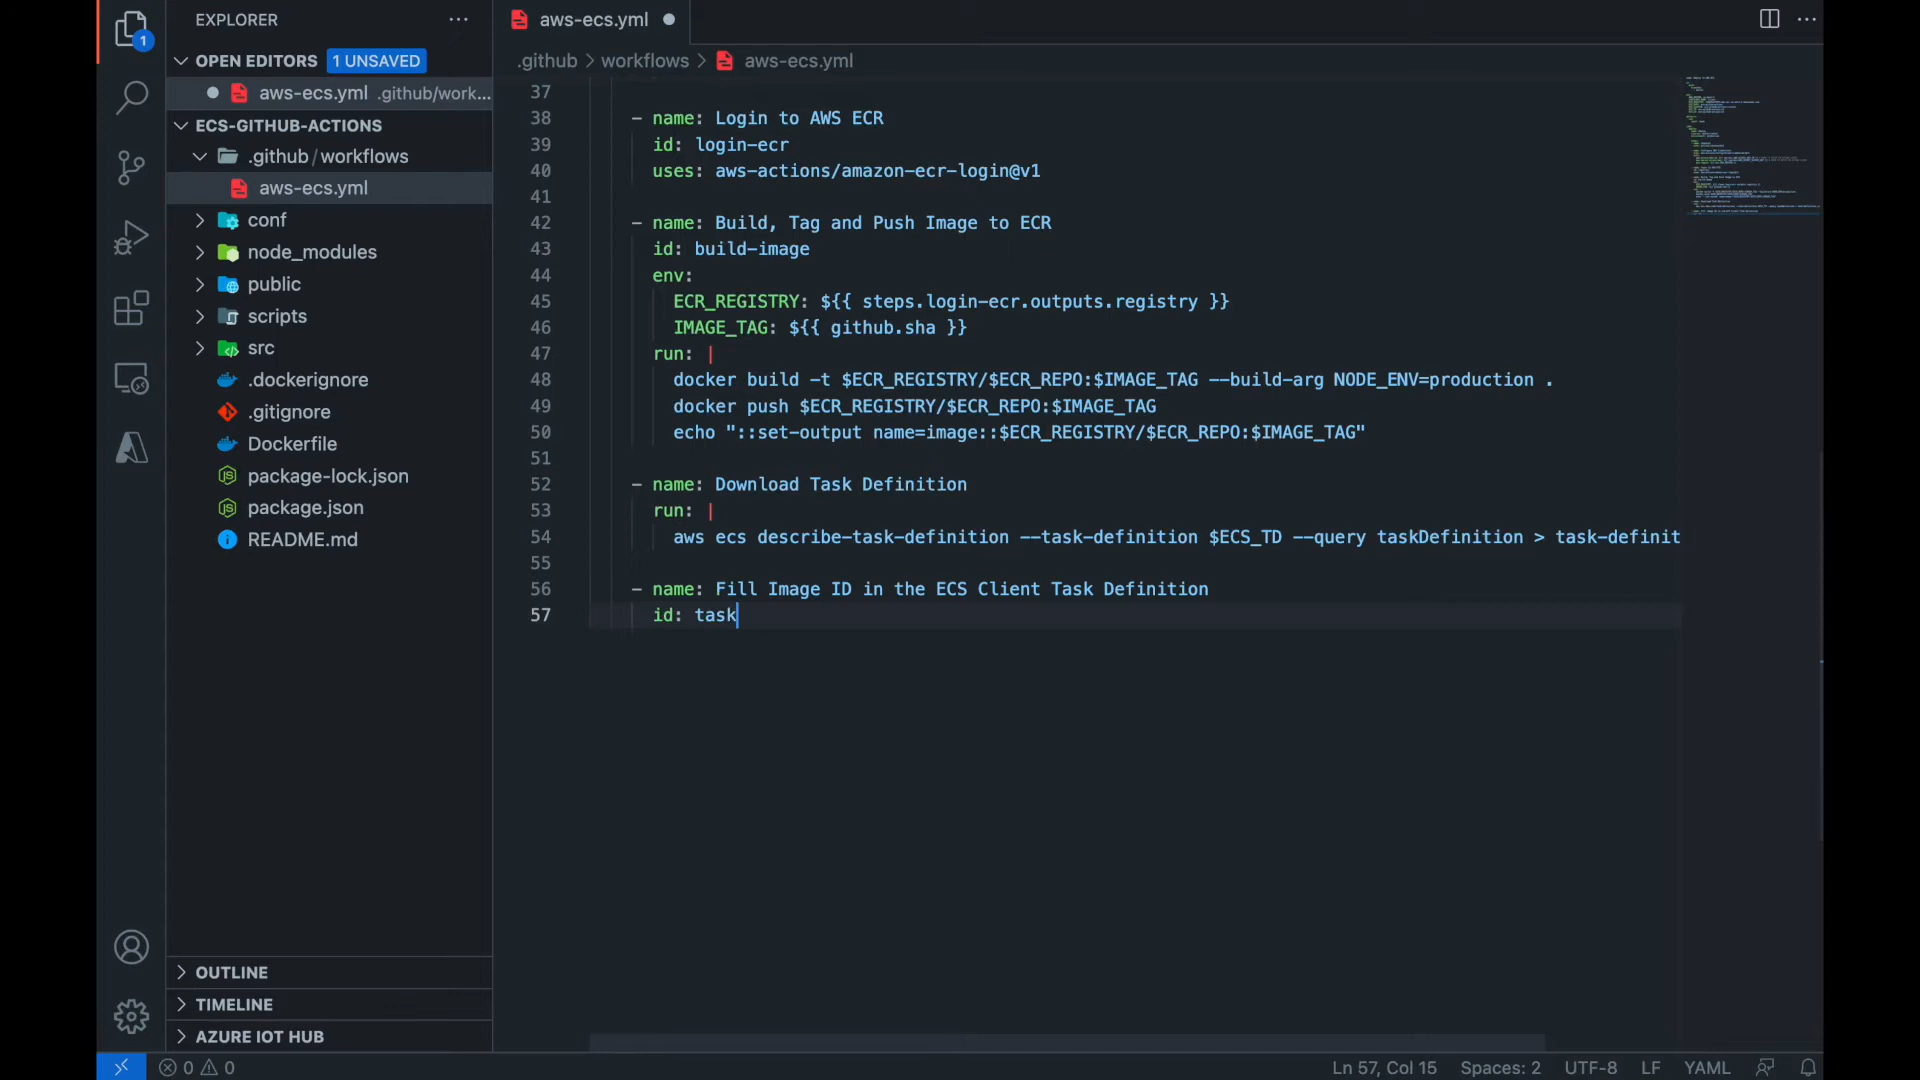 EXPLORER
1
OPEN EDITORS 1 UNSAVED
aws-ecs.yml .github/work...
ECS-GITHUB-ACTIONS
.github/workflows
aws-ecs.yml
conf
node_modules
public
scripts
src
.dockerignore
.gitignore
Dockerfile
package-lock.json
package.json
README.md
OUTLINE
TIMELINE
AZURE IOT HUB
aws-ecs.yml
.github > workflows > aws-ecs.yml
37
38 - name: Login to AWS ECR
39 id: login-ecr
40 uses: aws-actions/amazon-ecr-login@v1
41
42 - name: Build, Tag and Push Image to ECR
43 id: build-image
44 env:
45 ECR_REGISTRY: ${{ steps.login-ecr.outputs.registry }}
46 IMAGE_TAG: ${{ github.sha }}
47 run: |
48 docker build -t $ECR_REGISTRY/$ECR_REPO:$IMAGE_TAG --build-arg NODE_ENV=production .
49 docker push $ECR_REGISTRY/$ECR_REPO:$IMAGE_TAG
50 echo "::set-output name=image::$ECR_REGISTRY/$ECR_REPO:$IMAGE_TAG"
51
52 - name: Download Task Definition
53 run: |
54 aws ecs describe-task-definition --task-definition $ECS_TD --query taskDefinition > task-definit
55
56 - name: Fill Image ID in the ECS Client Task Definition
57 id: task
0 0
Ln 57, Col 15 Spaces: 2 UTF-8 LF YAML